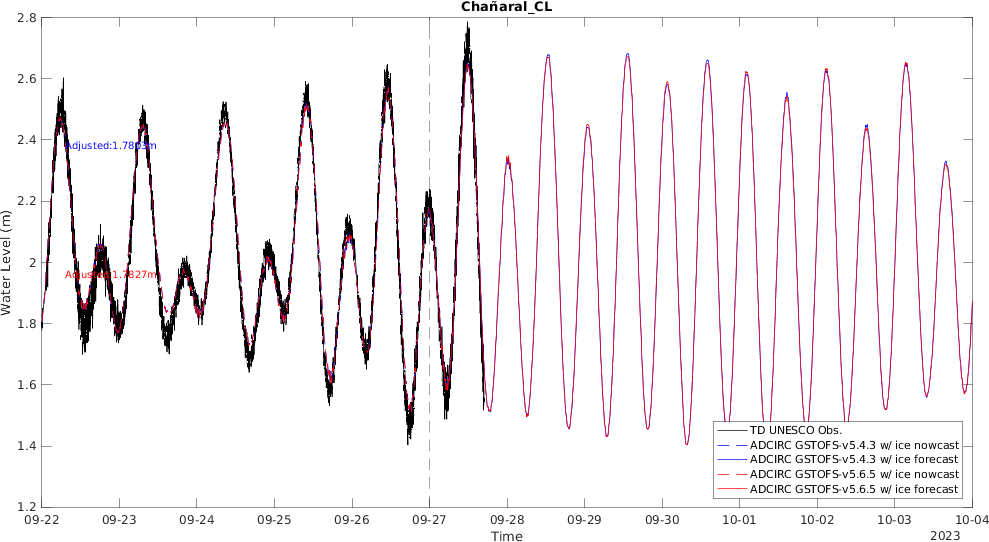 Chañaral_CL
Water Level (m)
2.8
2.6
2.4
2.2
2
1.8
1.6
1.4
1.2
Adjusted:1.7803m
Adjusted:1.7827m
TD UNESCO Obs.
ADCIRC GSTOFS-v5.4.3 w/ ice nowcast
ADCIRC GSTOFS-v5.4.3 w/ ice forecast
ADCIRC GSTOFS-v5.6.5 w/ ice nowcast
ADCIRC GSTOFS-v5.6.5 w/ ice forecast
09-22 09-23 09-24 09-25 09-26 09-27 09-28 09-29 09-30 10-01 10-02 10-03 10-04
Time
2023